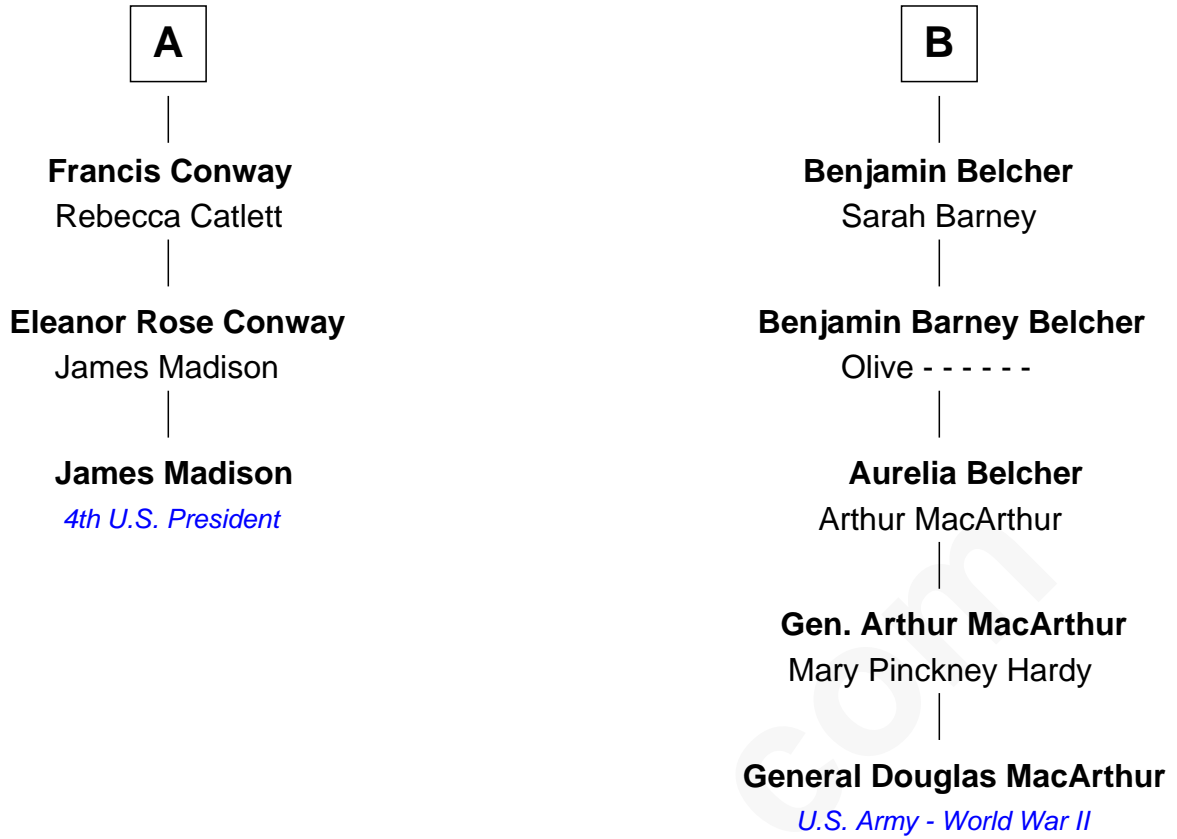 A
Francis Conway
Rebecca Catlett
Eleanor Rose Conway
James Madison
James Madison
4th U.S. President
B
Benjamin Belcher
Sarah Barney
Benjamin Barney Belcher
Olive - - - - - -
Aurelia Belcher
Arthur MacArthur
Gen. Arthur MacArthur
Mary Pinckney Hardy
General Douglas MacArthur
U.S. Army - World War II
com